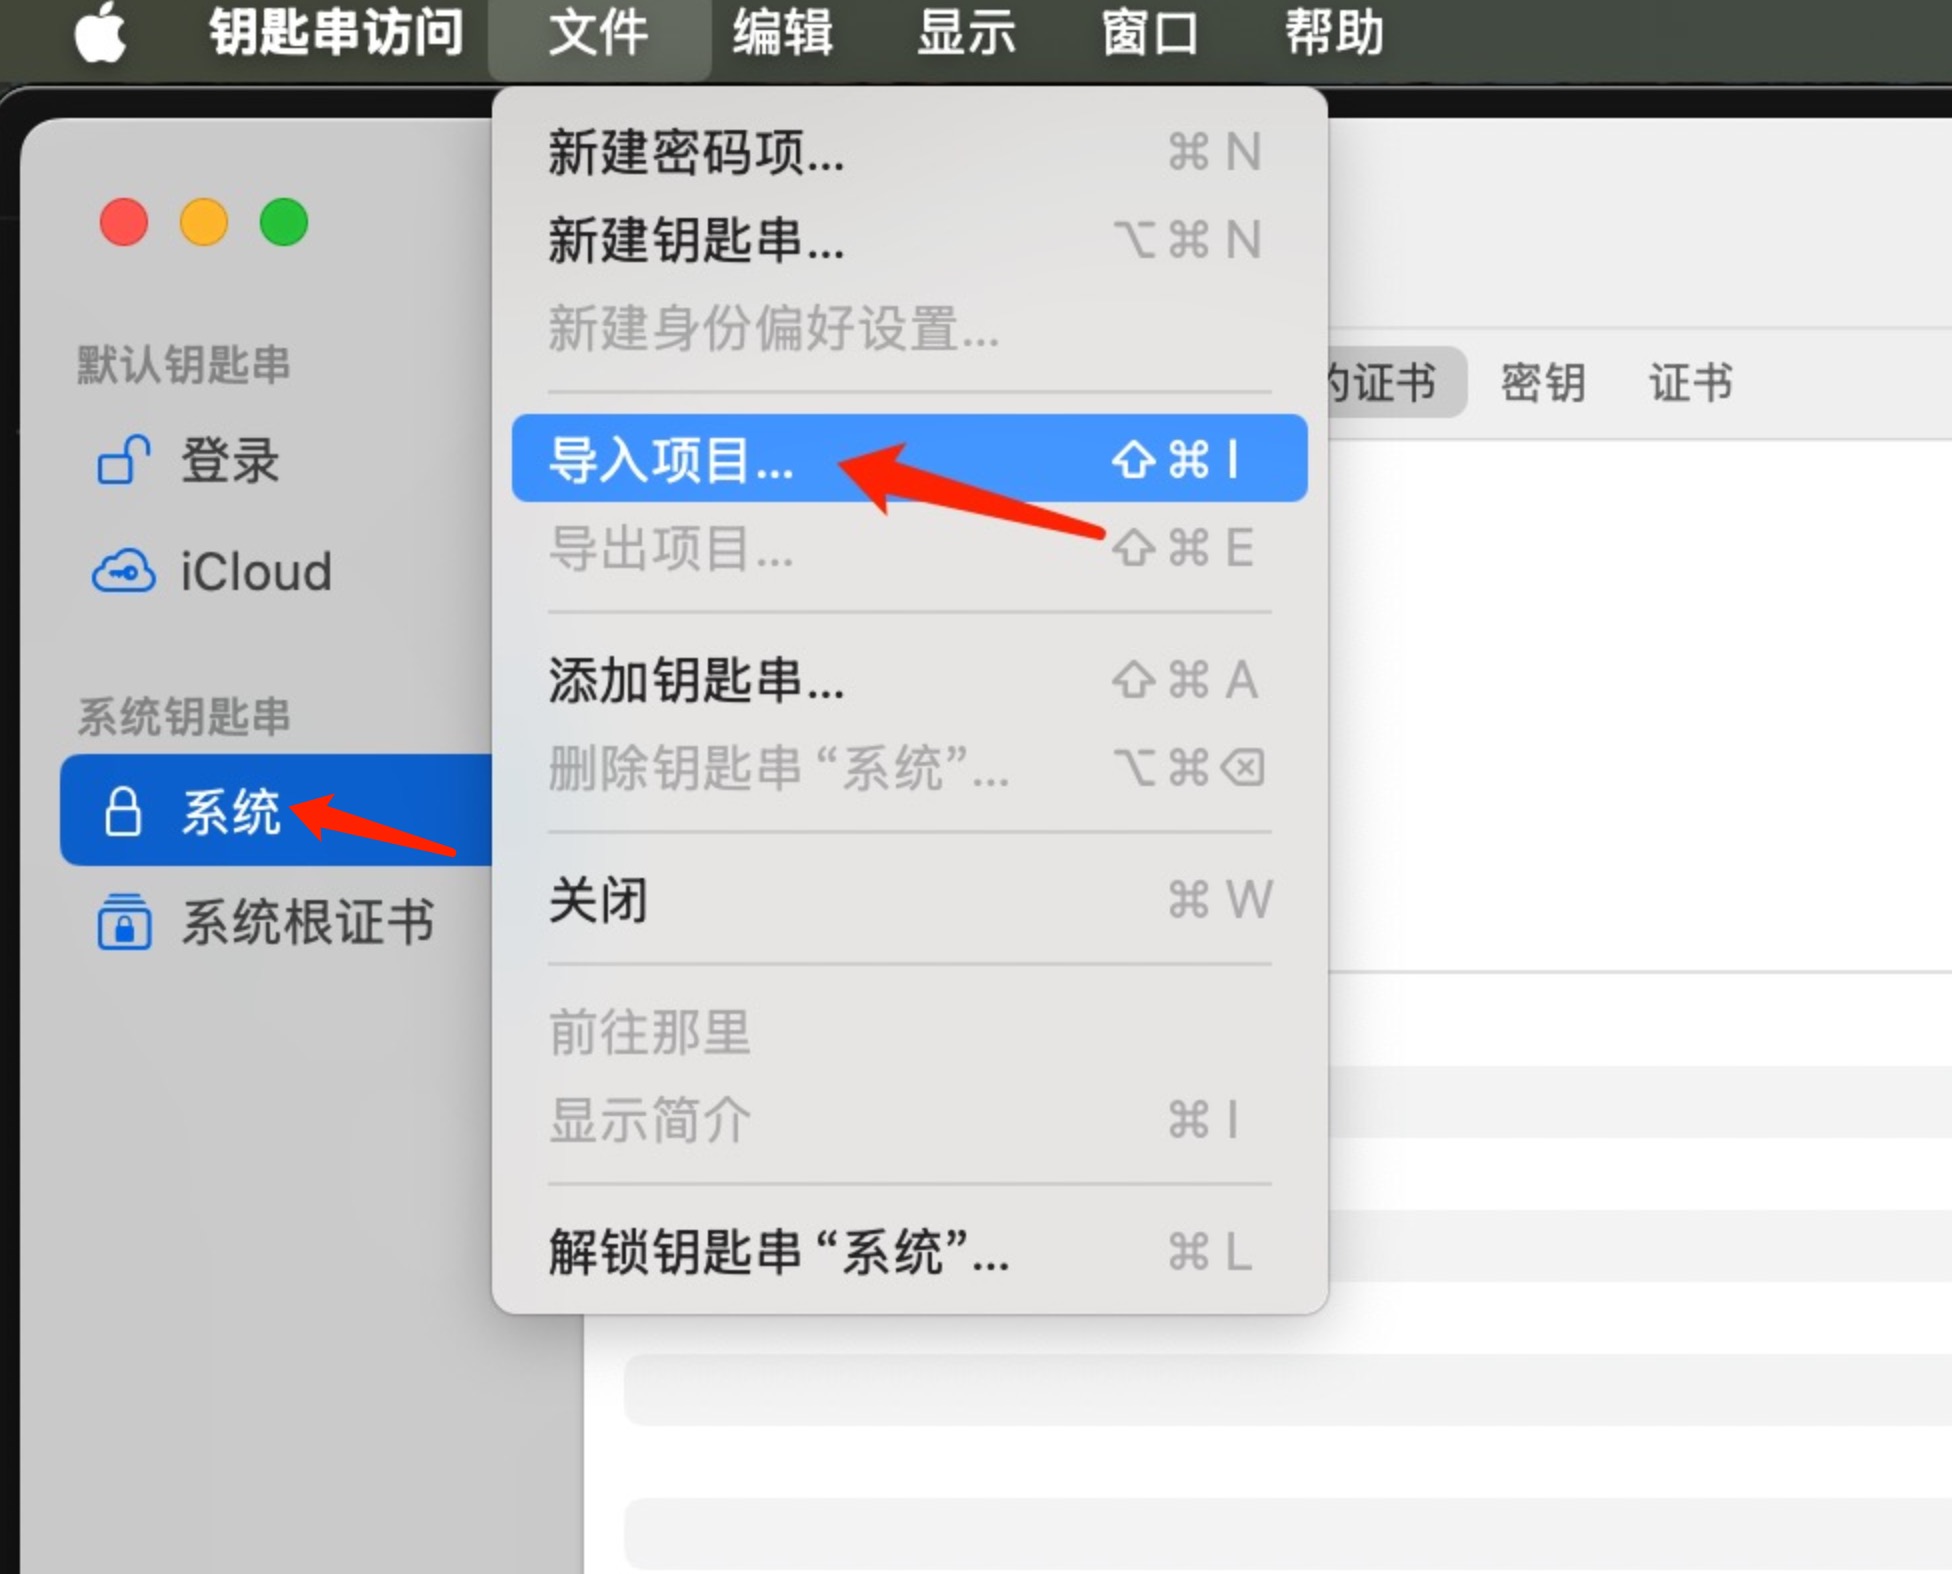 钥匙串访问 文件 编辑 显示 窗口 帮助
新建密码项... ⌘ N
新建钥匙串... ⌥ ⌘ N
新建身份偏好设置...
导入项目... ⇧ ⌘ I
导出项目... ⇧ ⌘ E
添加钥匙串... ⇧ ⌘ A
删除钥匙串“系统”... ⌥ ⌘ ⌫
关闭 ⌘ W
前往那里
显示简介 ⌘ I
解锁钥匙串“系统”... ⌘ L
默认钥匙串
登录
iCloud
系统钥匙串
系统
系统根证书
的证书 密钥 证书